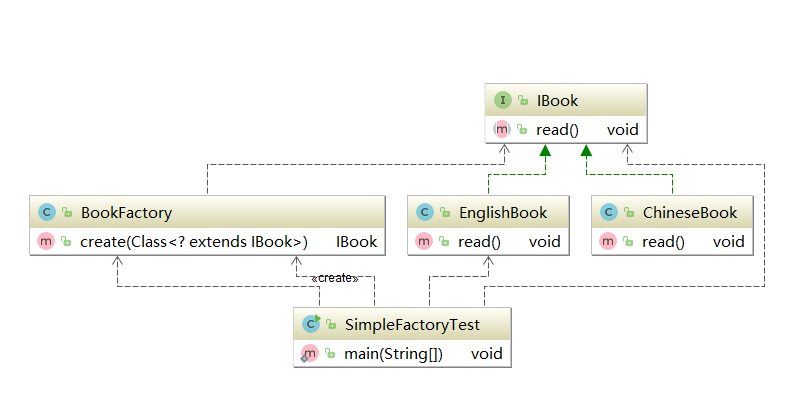 IBook
read() void
BookFactory
create(Class<? extends IBook>) IBook
EnglishBook
read() void
ChineseBook
read() void
«create»
SimpleFactoryTest
main(String[]) void